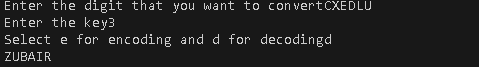 Enter the digit that you want to convertCXEDLU
Enter the key3
Select e for encoding and d for decodingd
ZUBAIR